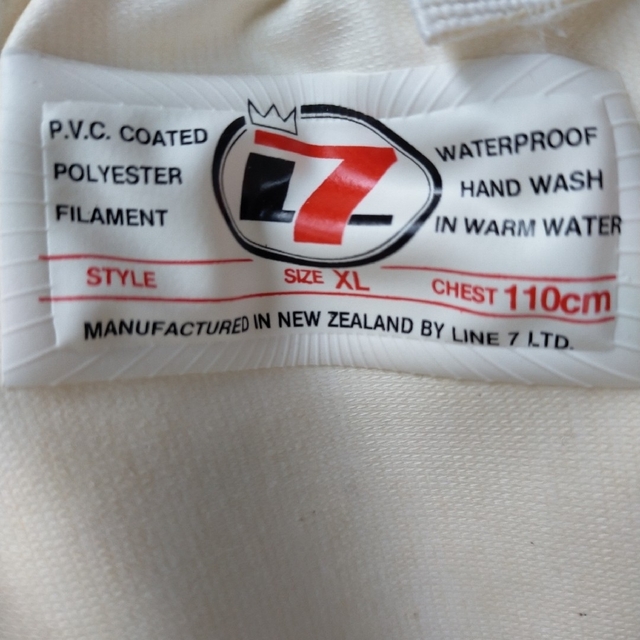 P.V.C. COATED
POLYESTER
FILAMENT
L7
WATERPROOF
HAND WASH
IN WARM WATER
STYLE SIZE XL CHEST 110cm
MANUFACTURED IN NEW ZEALAND BY LINE 7 LTD.